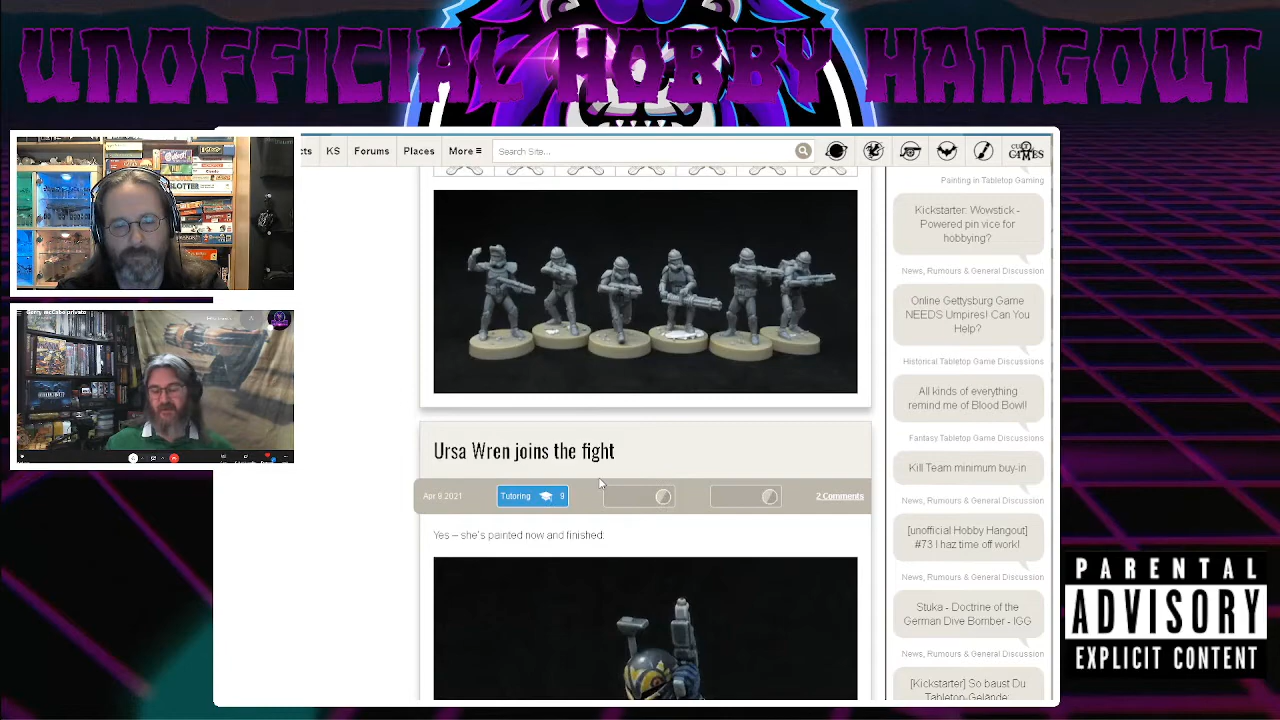 UNOFFICIAL HOBBY HANGOUT
cts
KS
Forums
Places
More ≡
Search Site...
Painting in Tabletop Gaming
Kickstarter: Wowstick -
Powered pin vice for
hobbying?
News, Rumours & General Discussion
Online Gettysburg Game
NEEDS Umpires! Can You
Help?
Historical Tabletop Game Discussions
All kinds of everything
remind me of Blood Bowl!
Fantasy Tabletop Game Discussions
Kill Team minimum buy-in
News, Rumours & General Discussion
[unofficial Hobby Hangout]
#73 I haz time off work!
News, Rumours & General Discussion
Stuka - Doctrine of the
German Dive Bomber - IGG
News, Rumours & General Discussion
[Kickstarter] So baust Du
Tabletop-Gelände:
Ursa Wren joins the fight
Apr 9 2021
Tutoring 9
2 Comments
Yes – she's painted now and finished:
Gerry mcCabe privato
PARENTAL
ADVISORY
EXPLICIT CONTENT